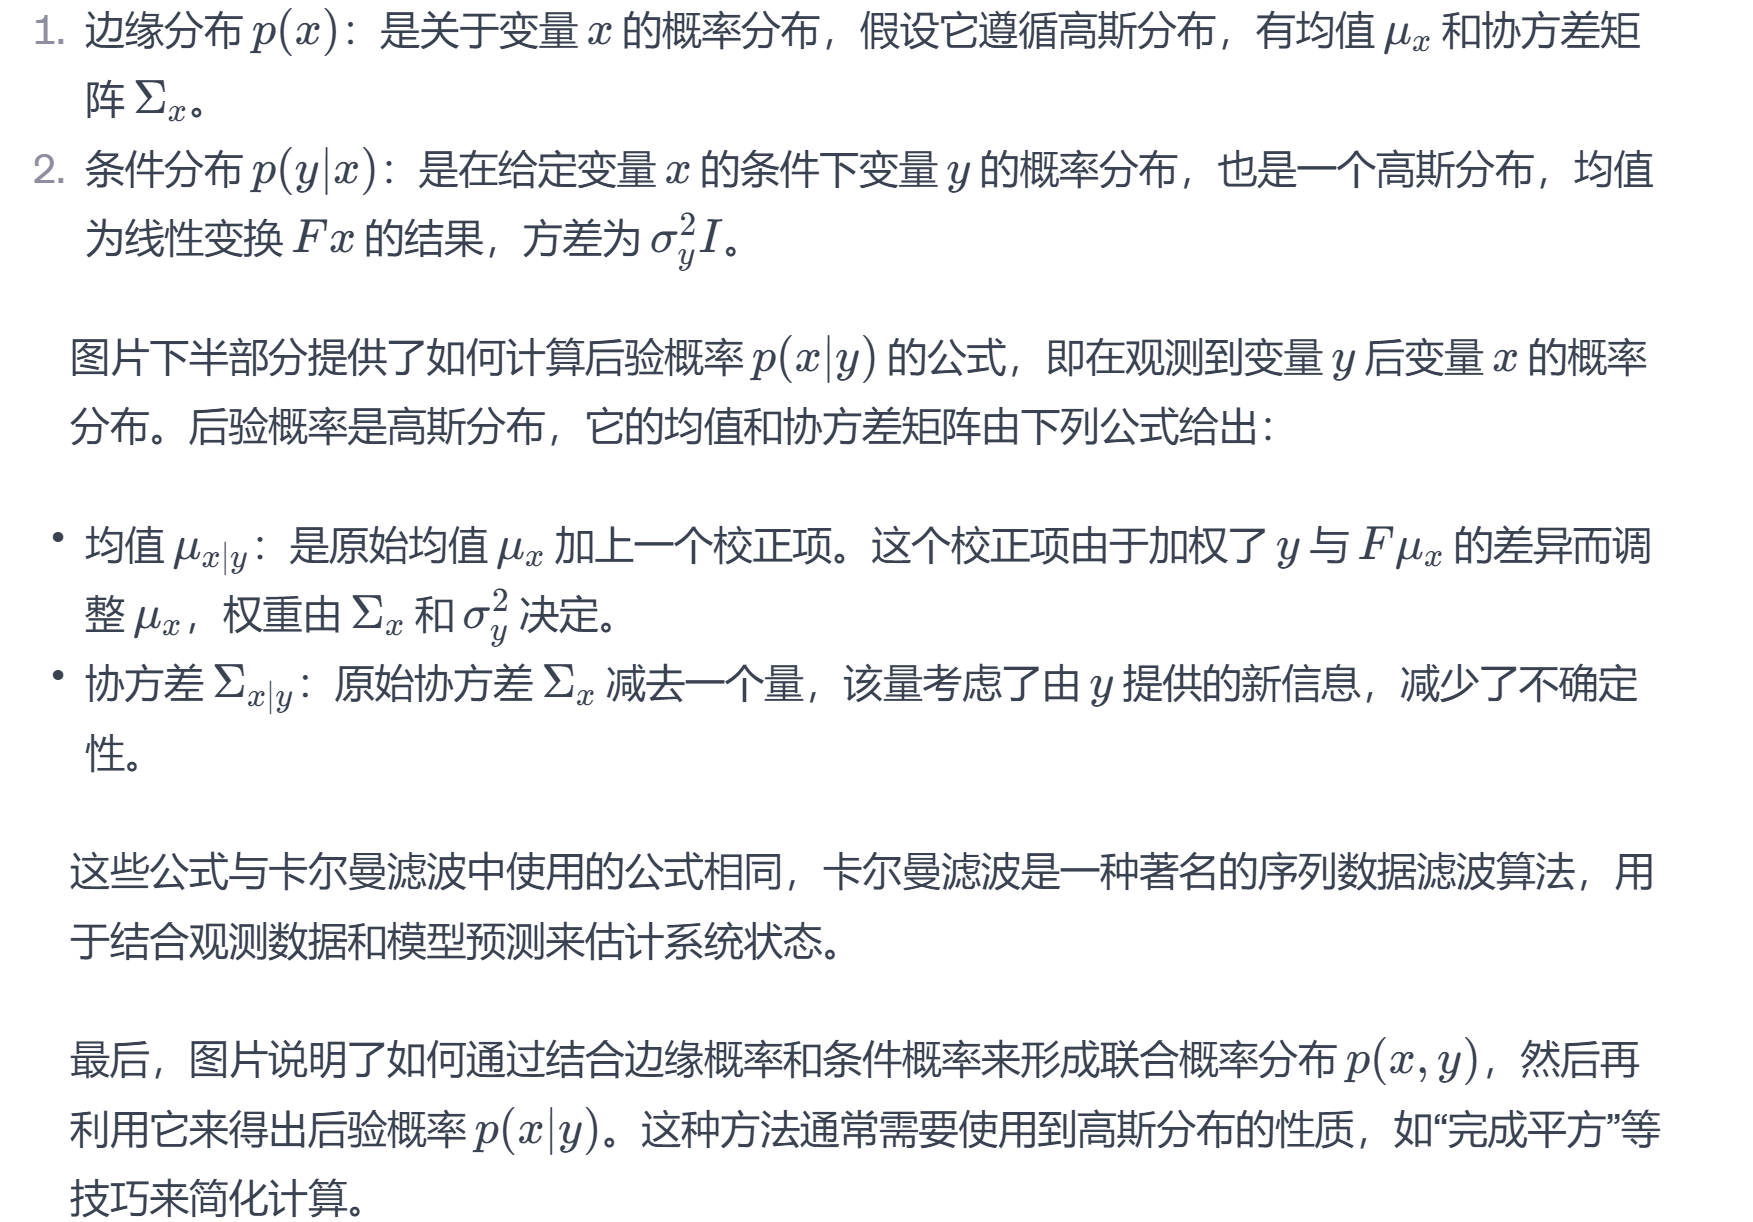 1. 边缘分布 p(x)：是关于变量 x 的概率分布，假设它遵循高斯分布，有均值 μ_x 和协方差矩
阵 Σ_x。
2. 条件分布 p(y|x)：是在给定变量 x 的条件下变量 y 的概率分布，也是一个高斯分布，均值
为线性变换 Fx 的结果，方差为 σ_y^2 I。
图片下半部分提供了如何计算后验概率 p(x|y) 的公式，即在观测到变量 y 后变量 x 的概率
分布。后验概率是高斯分布，它的均值和协方差矩阵由下列公式给出：
• 均值 μ_{x|y}：是原始均值 μ_x 加上一个校正项。这个校正项由于加权了 y 与 Fμ_x 的差异而调
整 μ_x，权重由 Σ_x 和 σ_y^2 决定。
• 协方差 Σ_{x|y}：原始协方差 Σ_x 减去一个量，该量考虑了由 y 提供的新信息，减少了不确定
性。
这些公式与卡尔曼滤波中使用的公式相同，卡尔曼滤波是一种著名的序列数据滤波算法，用
于结合观测数据和模型预测来估计系统状态。
最后，图片说明了如何通过结合边缘概率和条件概率来形成联合概率分布 p(x, y)，然后再
利用它来得出后验概率 p(x|y)。这种方法通常需要使用到高斯分布的性质，如“完成平方”等
技巧来简化计算。